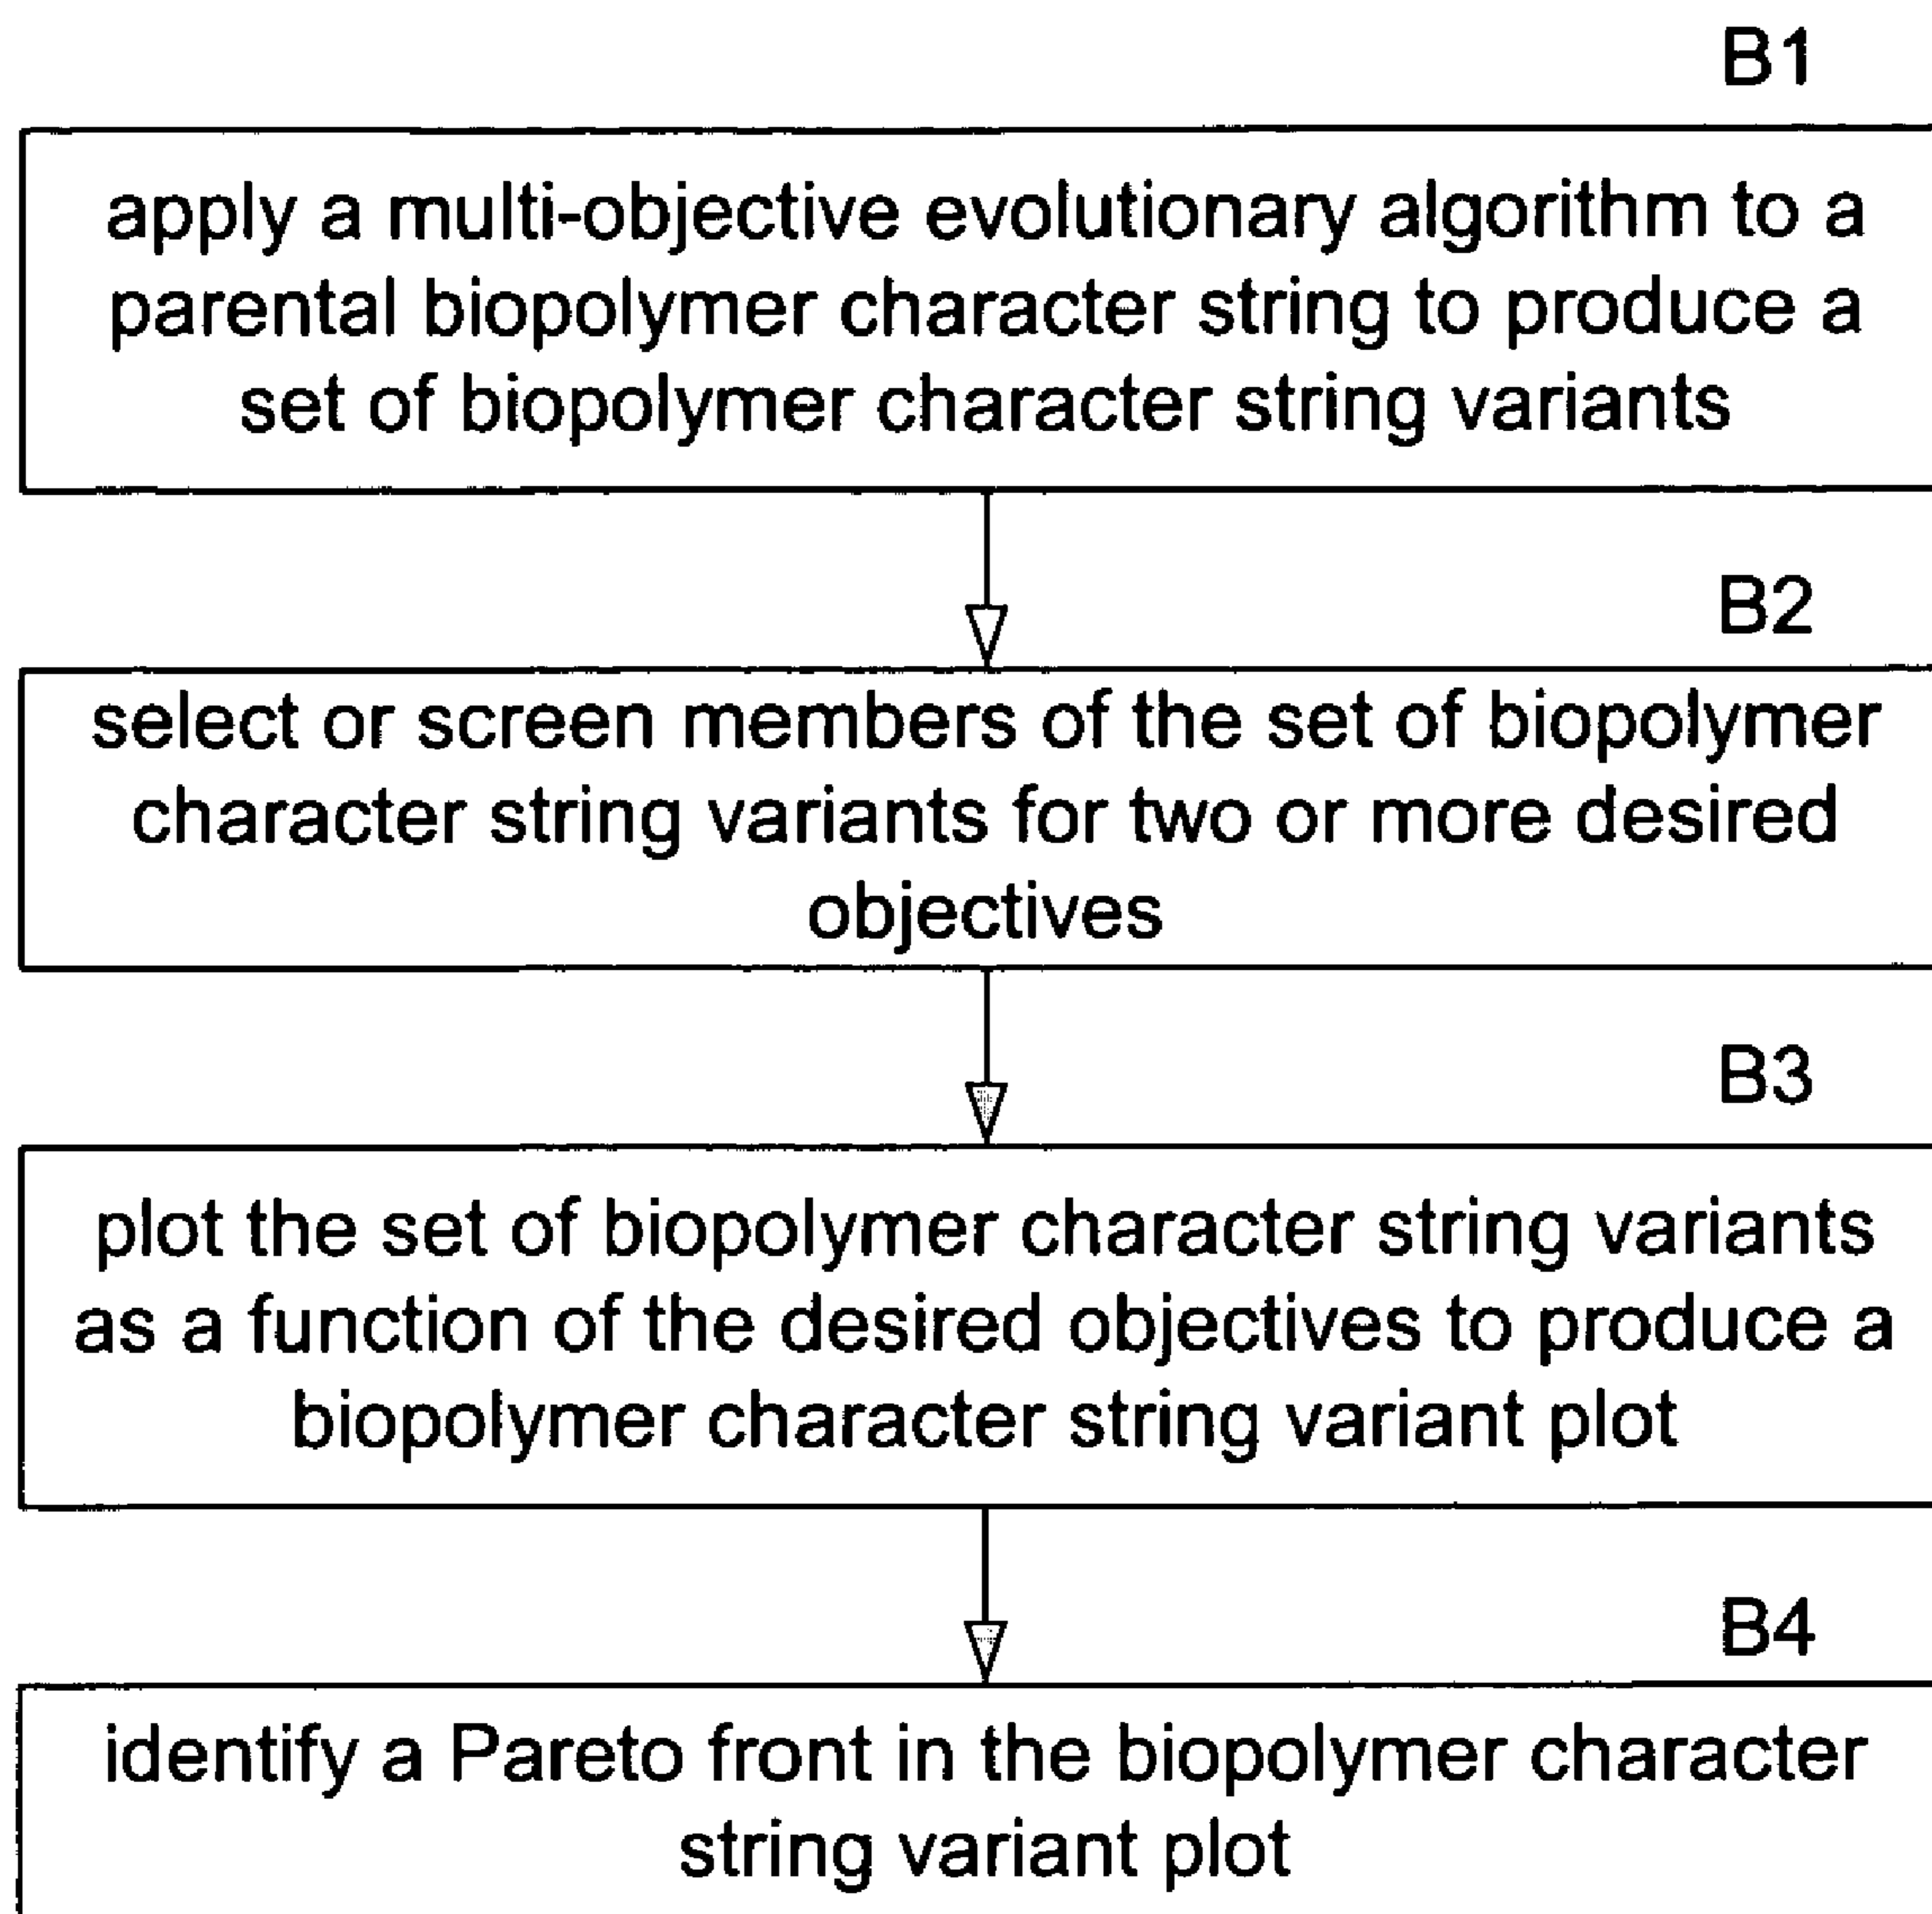 B1
apply a multi-objective evolutionary algorithm to a
parental biopolymer character string to produce a
set of biopolymer character string variants
B2
select or screen members of the set of biopolymer
character string variants for two or more desired
objectives
B3
plot the set of biopolymer character string variants
as a function of the desired objectives to produce a
biopolymer character string variant plot
B4
identify a Pareto front in the biopolymer character
string variant plot